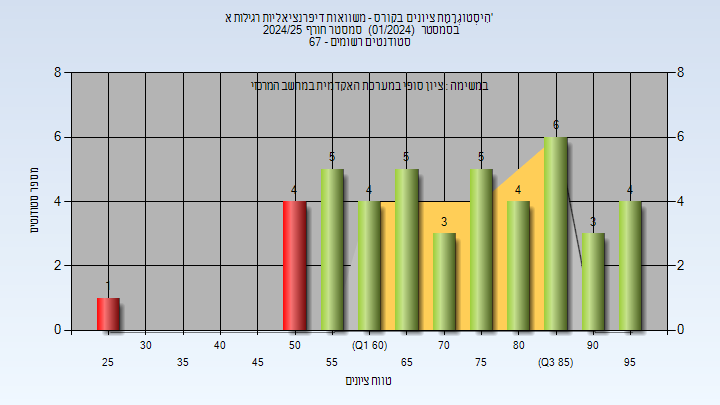 הִיסְטוֹגְרָמַת ציונים בקורס - משוואות דיפרנציאליות רגילות א'
בסמסטר (01/2024) סמסטר חורף 2024/25
סטודנטים רשומים - 67
במשימה : ציון סופי במערכת האקדמית במחשב המרכזי
8 8
6 6
4 4
2 2
0 0
מספר סטודנטים
1 4 5 4 5 3 5 4 6 3 4
30 40 50 (Q1 60) 70 80 90
25 35 45 55 65 75 (Q3 85) 95
טווח ציונים